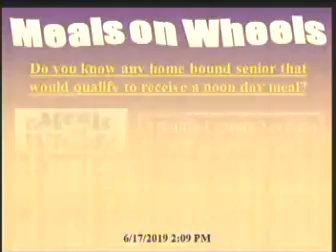 Meals on Wheels
Do you know any home bound senior that
would qualify to receive a noon day meal?
6/17/2019 2:09 PM